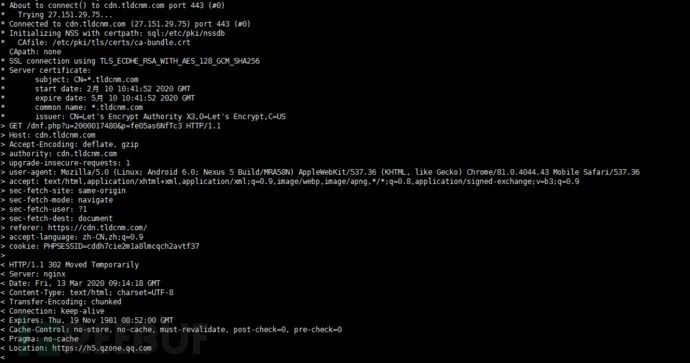 * About to connect() to cdn.tldcnm.com port 443 (#0)
*   Trying 27.151.29.75...
* Connected to cdn.tldcnm.com (27.151.29.75) port 443 (#0)
* Initializing NSS with certpath: sql:/etc/pki/nssdb
*   CAfile: /etc/pki/tls/certs/ca-bundle.crt
  CApath: none
* SSL connection using TLS_ECDHE_RSA_WITH_AES_128_GCM_SHA256
* Server certificate:
*       subject: CN=*.tldcnm.com
*       start date: 2月 10 10:41:52 2020 GMT
*       expire date: 5月 10 10:41:52 2020 GMT
*       common name: *.tldcnm.com
*       issuer: CN=Let's Encrypt Authority X3,O=Let's Encrypt,C=US
> GET /dnf.php?u=2000017480&p=fe05as6NfTc3 HTTP/1.1
> Host: cdn.tldcnm.com
> Accept-Encoding: deflate, gzip
> authority: cdn.tldcnm.com
> upgrade-insecure-requests: 1
> user-agent: Mozilla/5.0 (Linux; Android 6.0; Nexus 5 Build/MRA58N) AppleWebKit/537.36 (KHTML, like Gecko) Chrome/81.0.4044.43 Mobile Safari/537.36
> accept: text/html,application/xhtml+xml,application/xml;q=0.9,image/webp,image/apng,*/*;q=0.8,application/signed-exchange;v=b3;q=0.9
> sec-fetch-site: same-origin
> sec-fetch-mode: navigate
> sec-fetch-user: ?1
> sec-fetch-dest: document
> referer: https://cdn.tldcnm.com/
> accept-language: zh-CN,zh;q=0.9
> cookie: PHPSESSID=cddh7cie2m1a8lmcqch2avtf37
>
< HTTP/1.1 302 Moved Temporarily
< Server: nginx
< Date: Fri, 13 Mar 2020 09:14:18 GMT
< Content-Type: text/html; charset=UTF-8
< Transfer-Encoding: chunked
< Connection: keep-alive
< Expires: Thu, 19 Nov 1981 08:52:00 GMT
< Cache-Control: no-store, no-cache, must-revalidate, post-check=0, pre-check=0
< Pragma: no-cache
< Location: https://h5.qzone.qq.com
<
REEBUF